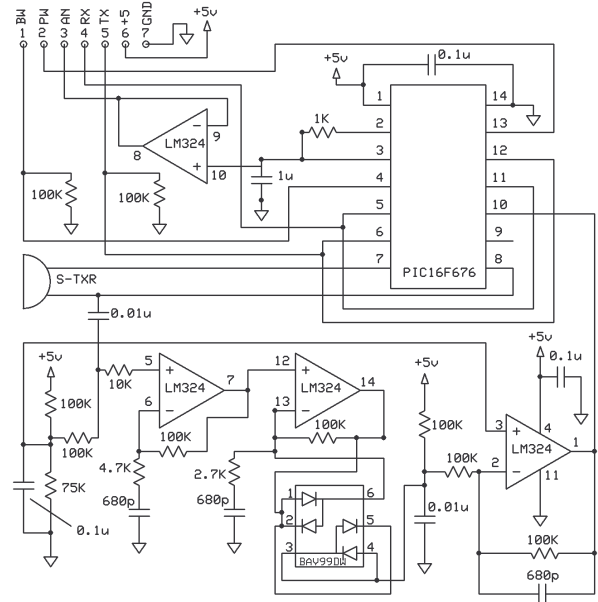 BW PW AN RX TX +5 GND
1 2 3 4 5 6 7
+5v
+5v
0.1u
1 14
2 13
3 12
4 11
5 10
6 9
7 8
PIC16F676
1K
1u
LM324
−
+
9
8
10
100K
100K
S-TXR
0.01u
+5v
100K
10K
100K
75K
0.1u
5
6
7
+
−
LM324
100K
4.7K
680p
12
13
14
+
−
LM324
100K
2.7K
680p
1 6
2 5
3 4
BAV99DW
+5v
100K
100K
0.01u
+5v
0.1u
3
2
4
1
11
+
−
LM324
100K
680p